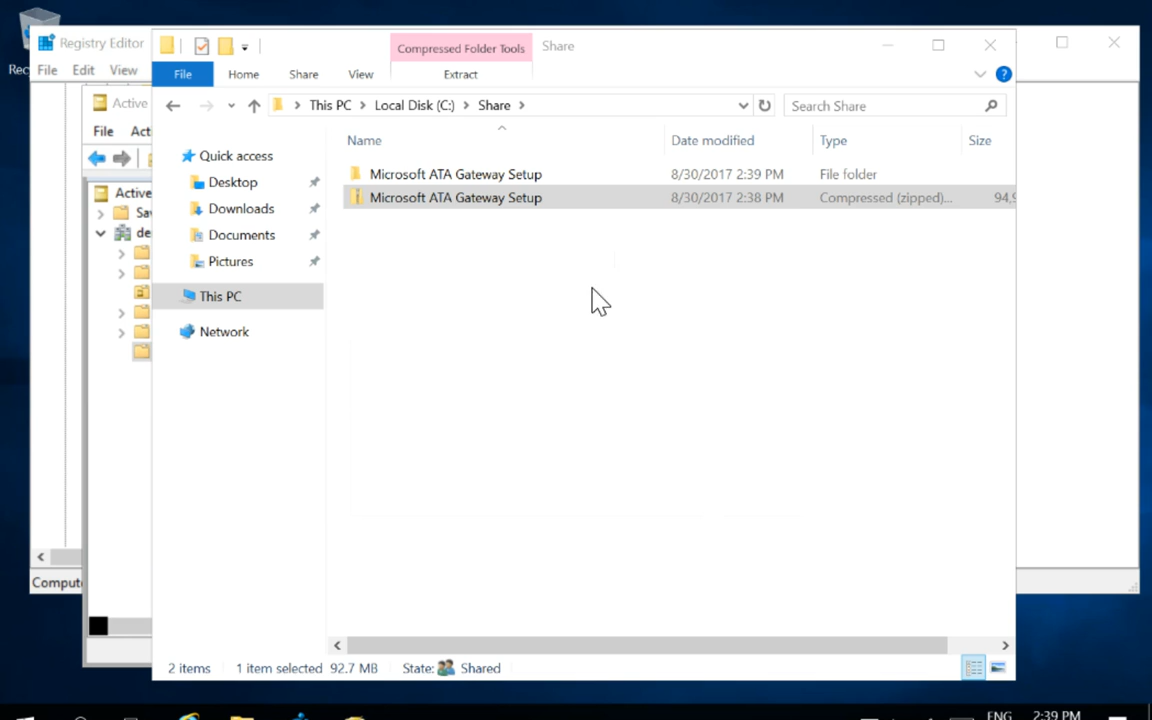 Registry Editor
Compressed Folder Tools
Share
File
Edit
View
File
Home
Share
View
Extract
Active
File
This PC
Local Disk (C:)
Share
Search Share
Name
Date modified
Type
Size
Quick access
Desktop
Downloads
Documents
Pictures
This PC
Network
Active
Microsoft ATA Gateway Setup
8/30/2017 2:39 PM
File folder
Microsoft ATA Gateway Setup
8/30/2017 2:38 PM
Compressed (zipped)...
2 items
1 item selected
92.7 MB
State:
Shared
ENG
2:39 PM